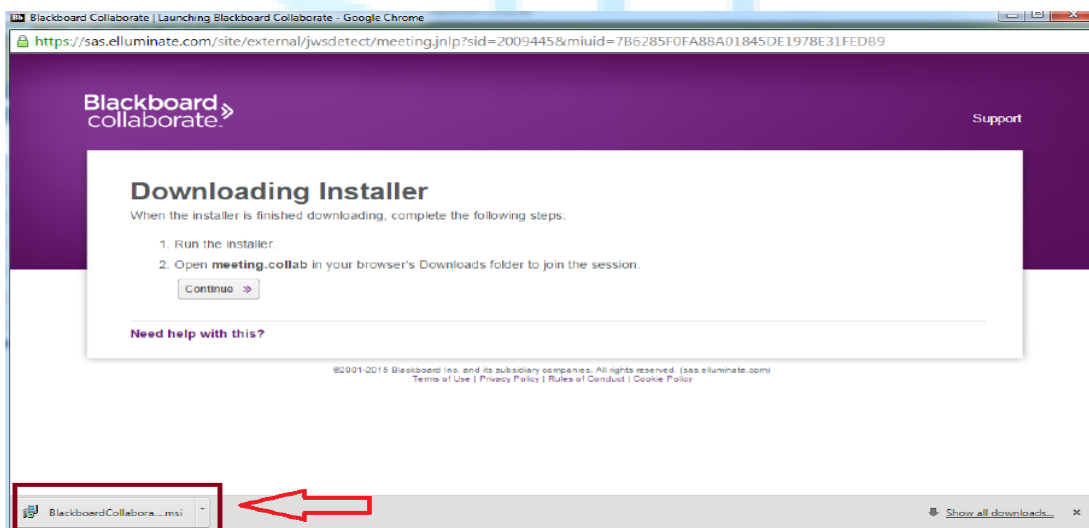 Blackboard Collaborate | Launching Blackboard Collaborate - Google Chrome
https://sas.elluminate.com/site/external/jwsdetect/meeting.jnlp?sid=2009445&miuid=7B6285F0FA88A01845DE1978E31FEDB9
Blackboard
collaborate.
Support
Downloading Installer
When the installer is finished downloading, complete the following steps:
1. Run the installer.
2. Open meeting.collab in your browser's Downloads folder to join the session.
Continue »
Need help with this?
©2001-2015 Blackboard Inc. and its subsidiary companies. All rights reserved. (sas.elluminate.com)
Terms of Use | Privacy Policy | Rules of Conduct | Cookie Policy
BlackboardCollabora....msi
Show all downloads...